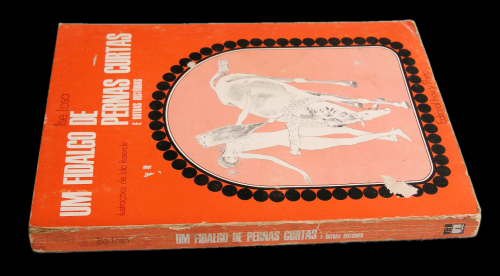 Ilse Losa
UM FIDALGO DE
PERNAS CURTAS
E OUTRAS HISTÓRIAS
Ilustrações de Júlio Resende
UM FIDALGO DE PERNAS CURTAS E OUTRAS HISTÓRIAS